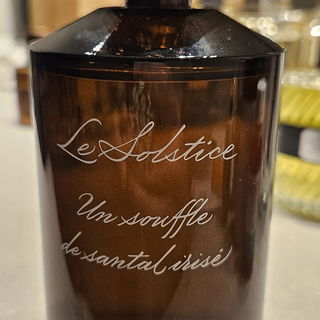 Le Solstice
Un souffle
de santal irisé